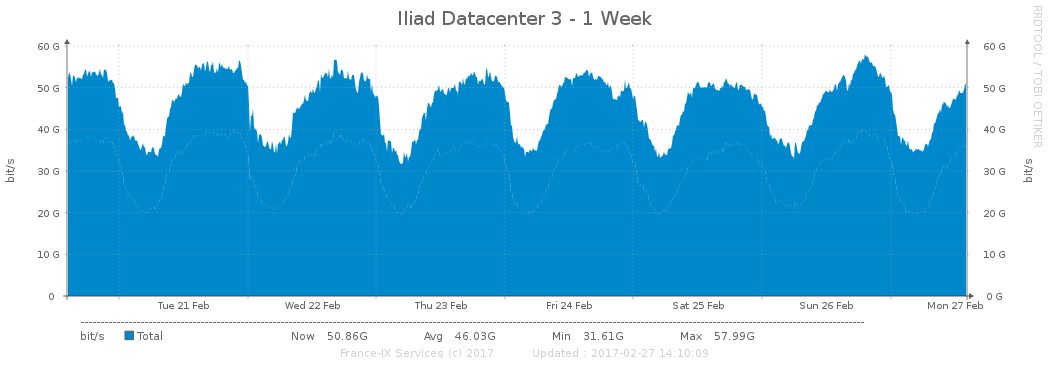 Iliad Datacenter 3 - 1 Week
RRDTOOL / TOBI OETIKER
60 G 60 G
50 G 50 G
40 G 40 G
30 G 30 G
20 G 20 G
10 G 10 G
0 0 G
bit/s bit/s
Tue 21 Feb Wed 22 Feb Thu 23 Feb Fri 24 Feb Sat 25 Feb Sun 26 Feb Mon 27 Feb
bit/s Total Now 50.86G Avg 46.03G Min 31.61G Max 57.99G
France-IX Services (c) 2017 Updated : 2017-02-27 14:10:09